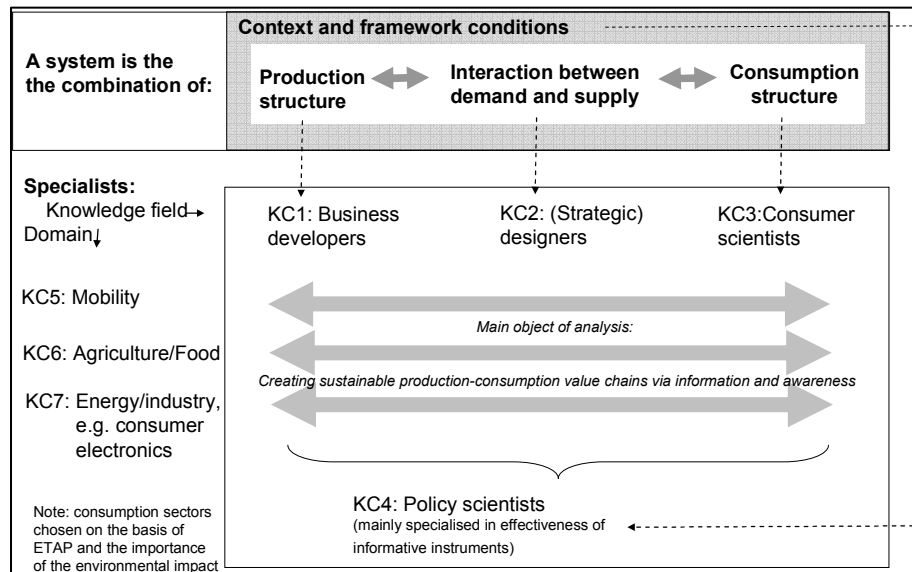 Context and framework conditions
A system is the
the combination of:
Production
structure
Interaction between
demand and supply
Consumption
structure
Specialists:
Knowledge field→
Domain↓
KC1: Business
developers
KC2: (Strategic)
designers
KC3:Consumer
scientists
KC5: Mobility
Main object of analysis:
KC6: Agriculture/Food
Creating sustainable production-consumption value chains via information and awareness
KC7: Energy/industry,
e.g. consumer
electronics
KC4: Policy scientists
(mainly specialised in effectiveness of
informative instruments)
Note: consumption sectors
chosen on the basis of
ETAP and the importance
of the environmental impact